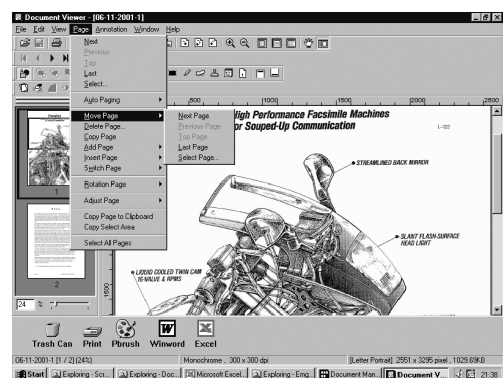 Document Viewer - [06-11-2001-1]
File Edit View Page Annotation Window Help
Next
Previous
Top
Last
Select...
Auto Paging
Move Page
Delete Page...
Copy Page
Add Page
Insert Page
Switch Page
Rotation Page
Adjust Page
Copy Page to Clipboard
Copy Select Area
Select All Pages
Next Page
Previous Page
Top Page
Last Page
Select Page...
500 1000 1500 2000 2500
High Performance Facsimile Machines
or Souped-Up Communication
L-022
STREAMLINED BACK MIRROR
SLANT FLASH-SURFACE
HEAD LIGHT
LIQUID COOLED TWIN CAM
16-VALVE & RPMS
1500
1
2
24 %
Trash Can Print Pbrush Winword Excel
06-11-2001-1 [1 / 2] (24%) Monochrome , 300 x 300 dpi [Letter Portrait] 2551 x 3295 pixel , 1029.69KB
Start Exploring - Scr... Exploring - Doc... Microsoft Excel... Exploring - Emg... Document Man... Document V... 21:38